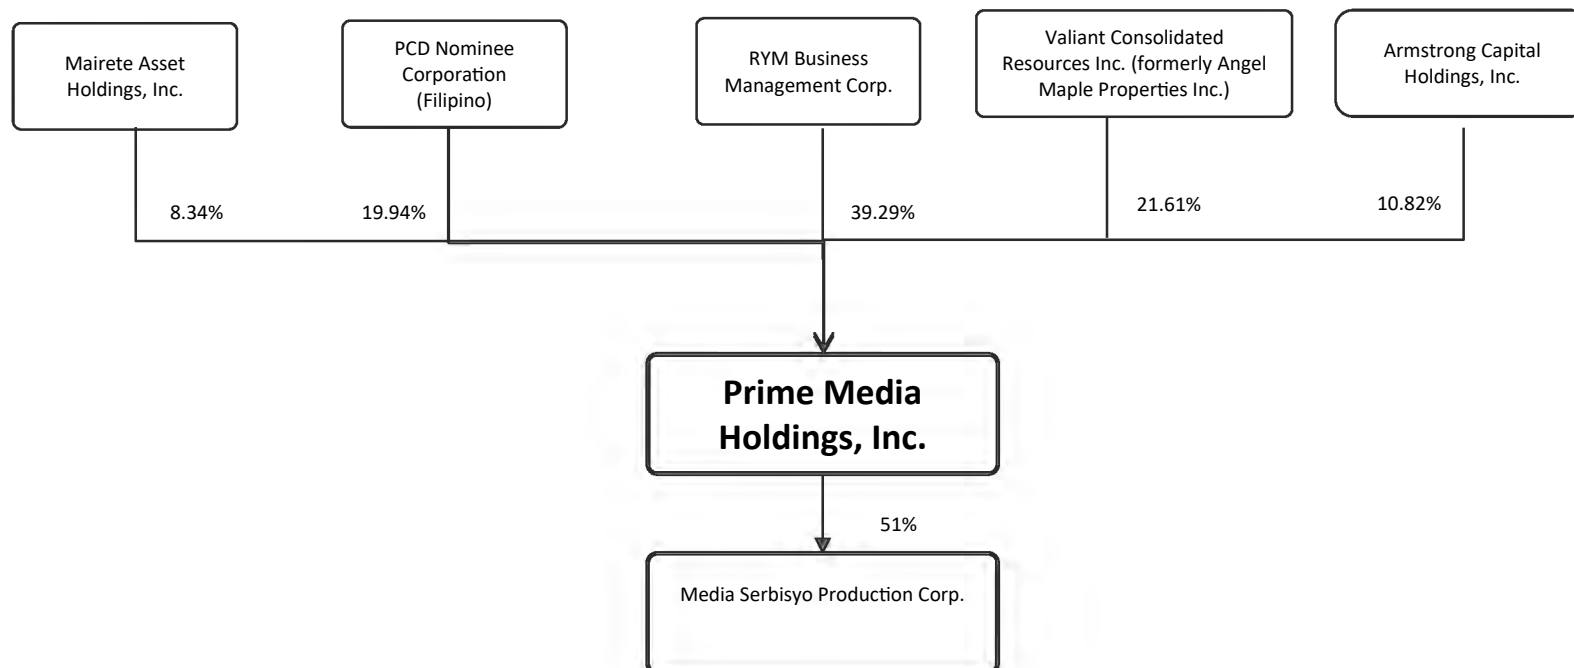 Mairete Asset
Holdings, Inc.
PCD Nominee
Corporation
(Filipino)
RYM Business
Management Corp.
Valiant Consolidated
Resources Inc. (formerly Angel
Maple Properties Inc.)
Armstrong Capital
Holdings, Inc.
8.34%
19.94%
39.29%
21.61%
10.82%
Prime Media
Holdings, Inc.
51%
Media Serbisyo Production Corp.